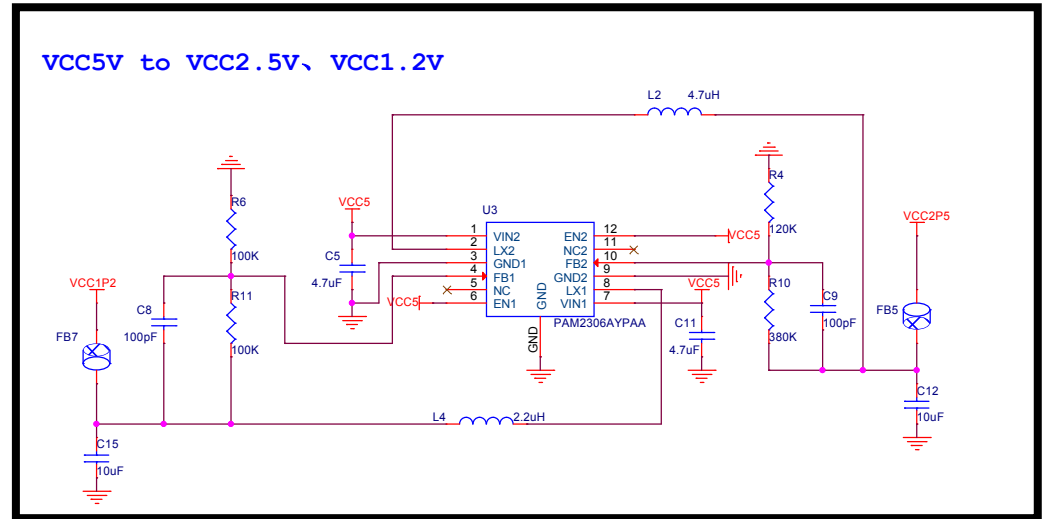 VCC5V to VCC2.5V、VCC1.2V
L2 4.7uH
R4
120K
R6
100K
VCC5
U3
VCC2P5
1 VIN2
2 LX2
3 GND1
4 FB1
5 NC
6 EN1
EN2 12
NC2 11
FB2 10
GND2 9
LX1 8
VIN1 7
GND
GND
PAM2306AYPAA
VCC5
VCC5
VCC5
C5
4.7uF
VCC1P2
C8
100pF
R11
100K
FB7
R10
380K
C9
100pF
FB5
C11
4.7uF
C12
10uF
L4 2.2uH
C15
10uF